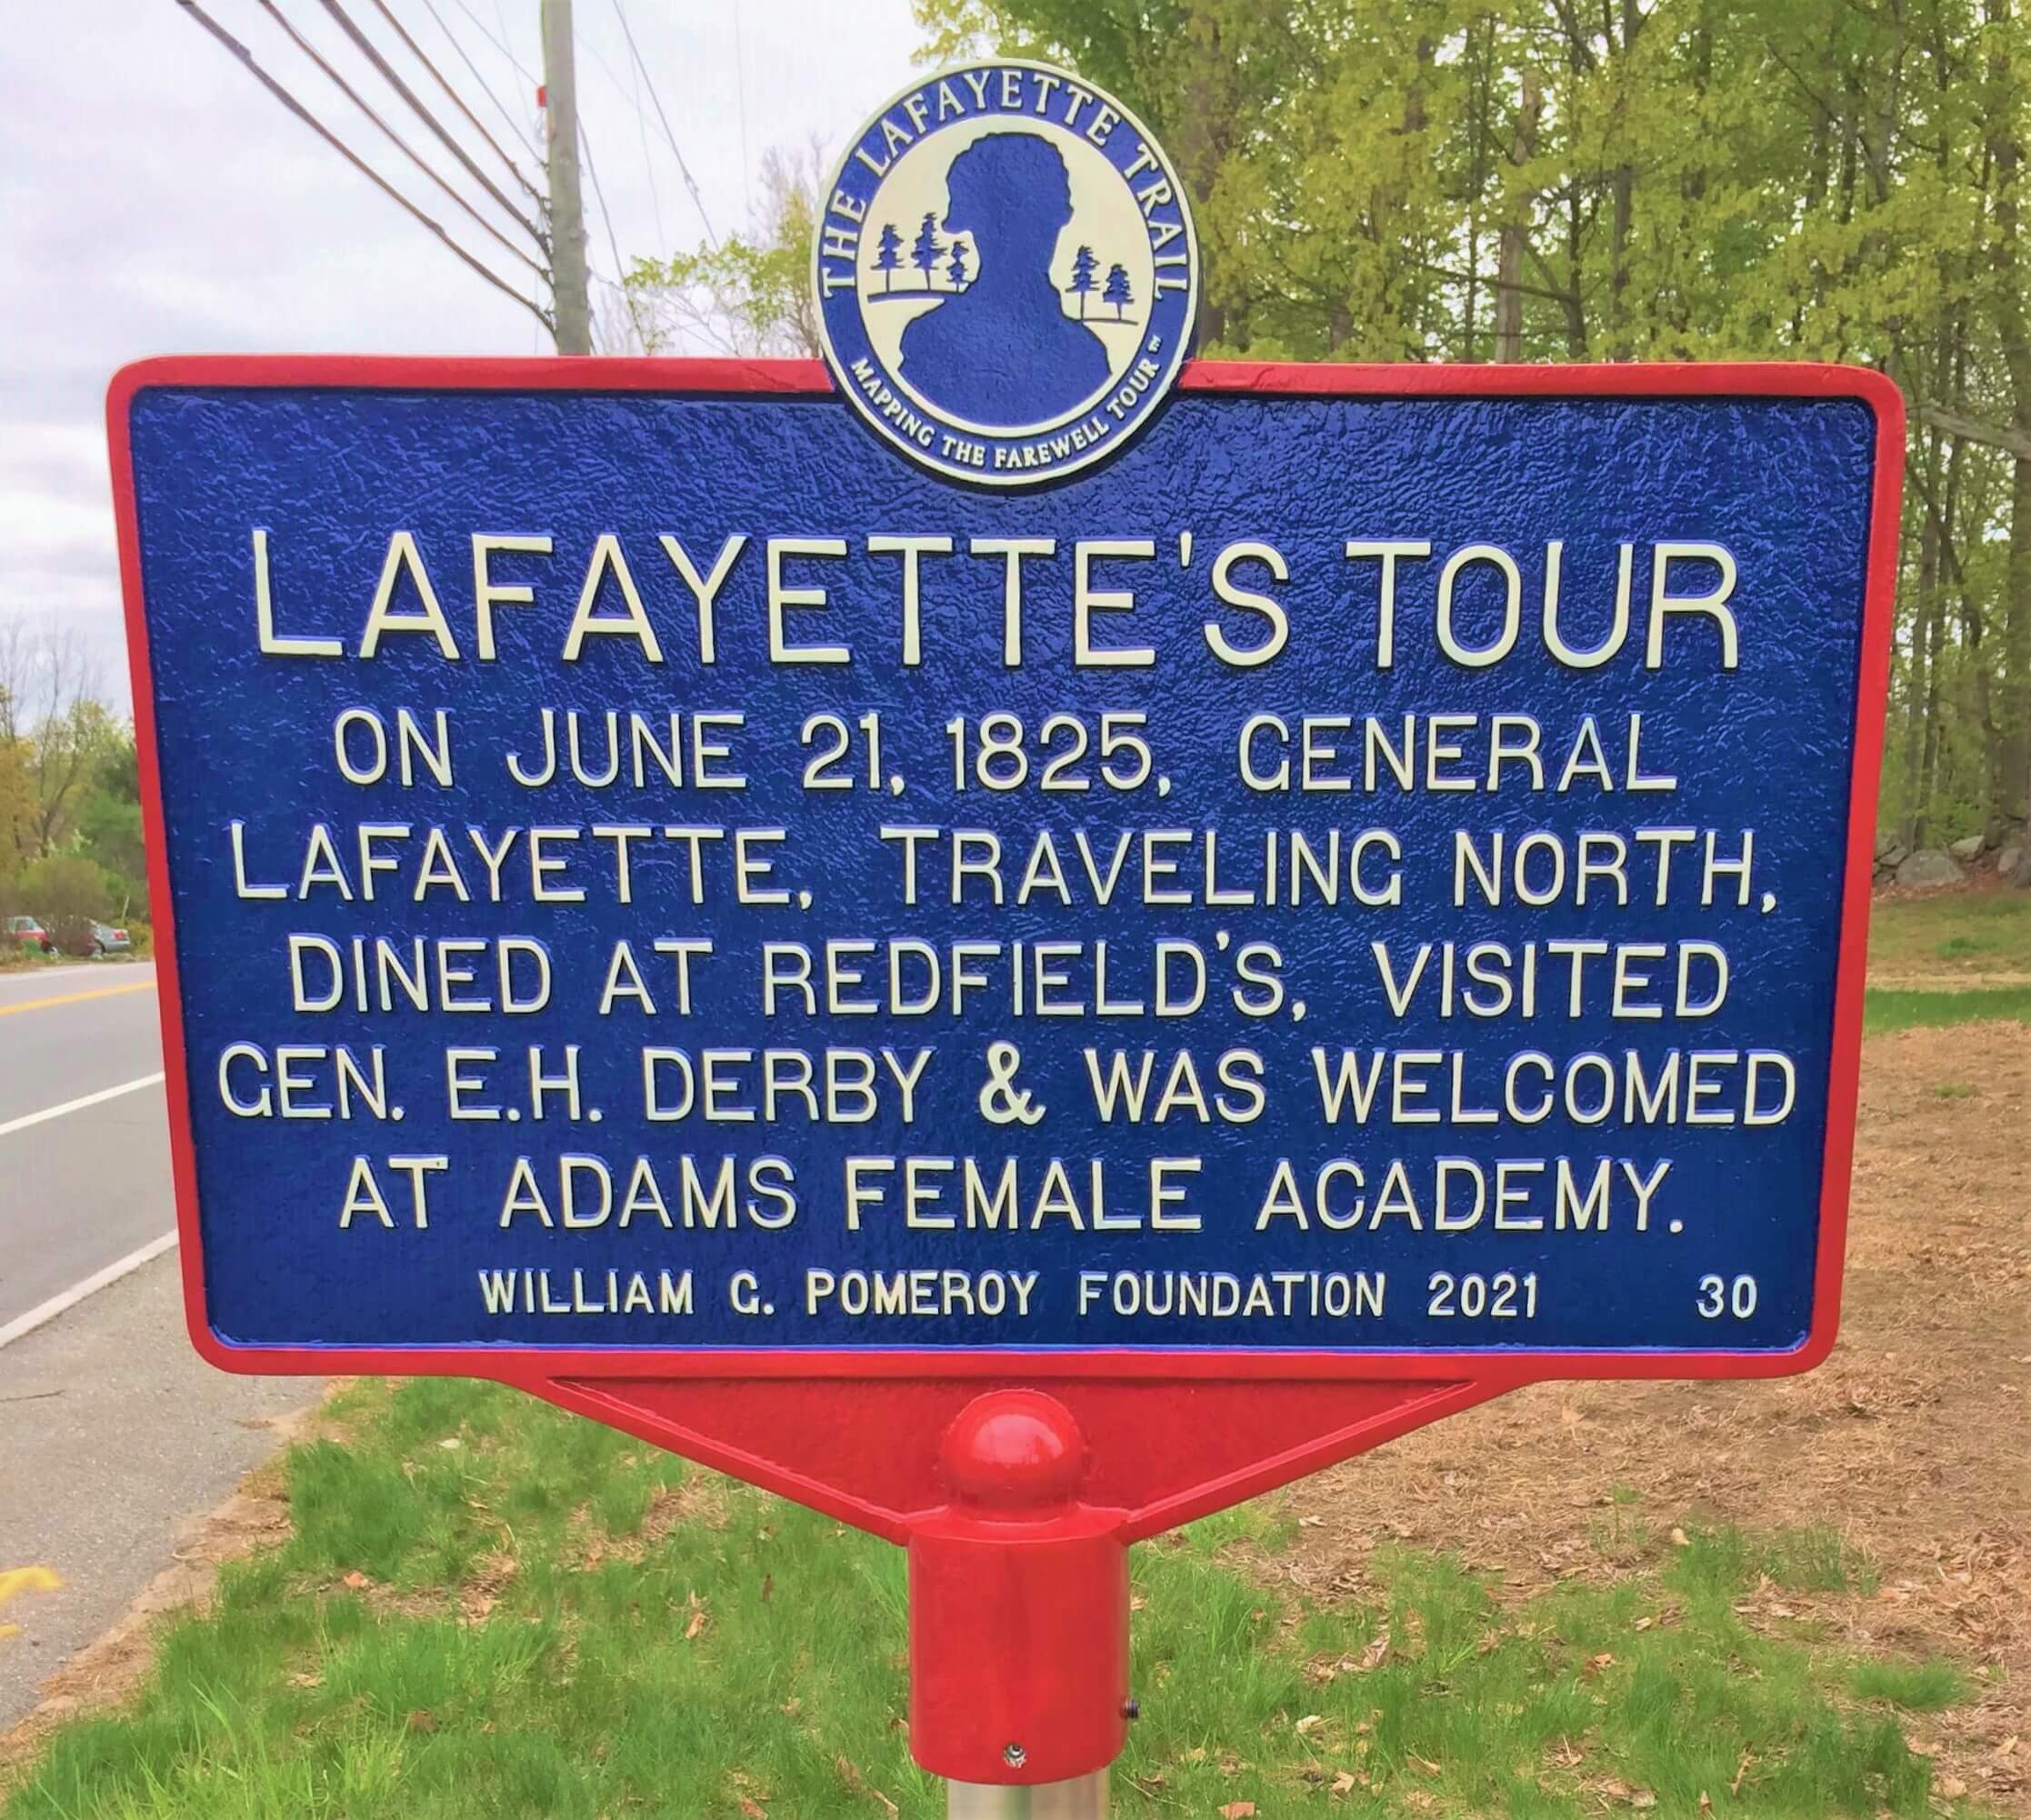 THE LAFAYETTE TRAIL
MAPPING THE FAREWELL TOUR™
LAFAYETTE'S TOUR
ON JUNE 21, 1825, GENERAL
LAFAYETTE, TRAVELING NORTH,
DINED AT REDFIELD'S, VISITED
GEN. E.H. DERBY & WAS WELCOMED
AT ADAMS FEMALE ACADEMY.
WILLIAM G. POMEROY FOUNDATION 2021 30